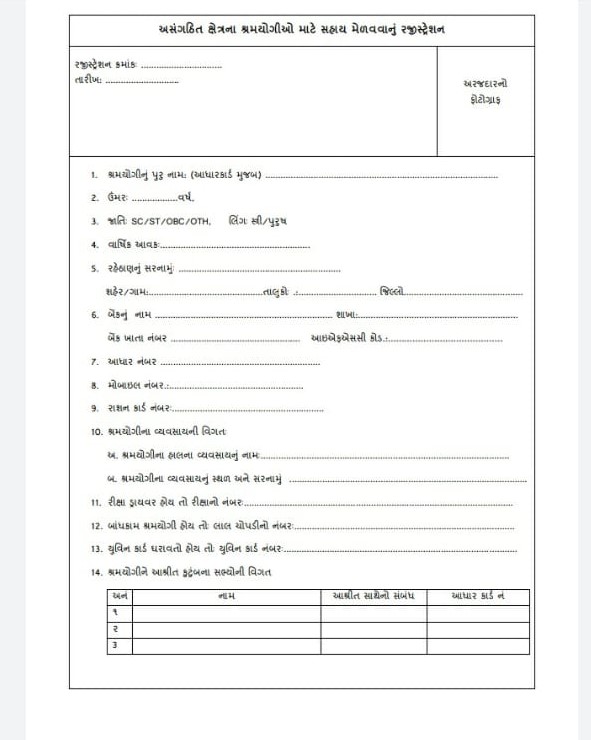 અસંગઠિત ક્ષેત્રના શ્રમયોગીઓ માટે સહાય મેળવવાનું રજીસ્ટ્રેશન
રજીસ્ટ્રેશન ક્રમાંકઃ ................................
તારીખઃ .............................
અરજદારનો
ફોટોગ્રાફ
1. શ્રમયોગીનું પુરૂ નામઃ (આધારકાર્ડ મુજબ) ..........................................................................................
2. ઉંમરઃ ..................વર્ષ.
3. જાતિઃ SC/ST/OBC/OTH. લિંગઃ સ્ત્રી/પુરૂષ
4. વાર્ષિક આવકઃ............................................................
5. રહેઠાણનું સરનામુંઃ ................................................................
શહેર/ગામઃ.............................................તાલુકોઃ .:............................... જિલ્લો...............................................
6. બેંકનું નામ ...................................................................... શાખાઃ................................................................
બેંક ખાતા નંબર .................................................... આઇએફએસસી કોડ.:..............................................
7. આધાર નંબર ................................................................
8. મોબાઇલ નંબર.:.....................................................
9. રાશન કાર્ડ નંબરઃ............................................................
10. શ્રમયોગીના વ્યવસાયની વિગતઃ
અ. શ્રમયોગીના હાલના વ્યવસાયનું નામઃ....................................................................................................
બ. શ્રમયોગીના વ્યવસાયનું સ્થળ અને સરનામું ..............................................................................................
11. રીક્ષા ડ્રાયવર હોય તો રીક્ષાનો નંબરઃ..........................................................................................................
12. બાંધકામ શ્રમયોગી હોય તોઃ લાલ ચોપડીનો નંબરઃ.......................................................................................
13. યુવિન કાર્ડ ધરાવતો હોય તોઃ યુવિન કાર્ડ નંબરઃ............................................................................................
14. શ્રમયોગીને આશ્રીત કુટુંબના સભ્યોની વિગત
અનં નામ આશ્રીત સાથેનો સંબંધ આધાર કાર્ડ નં
૧
૨
૩